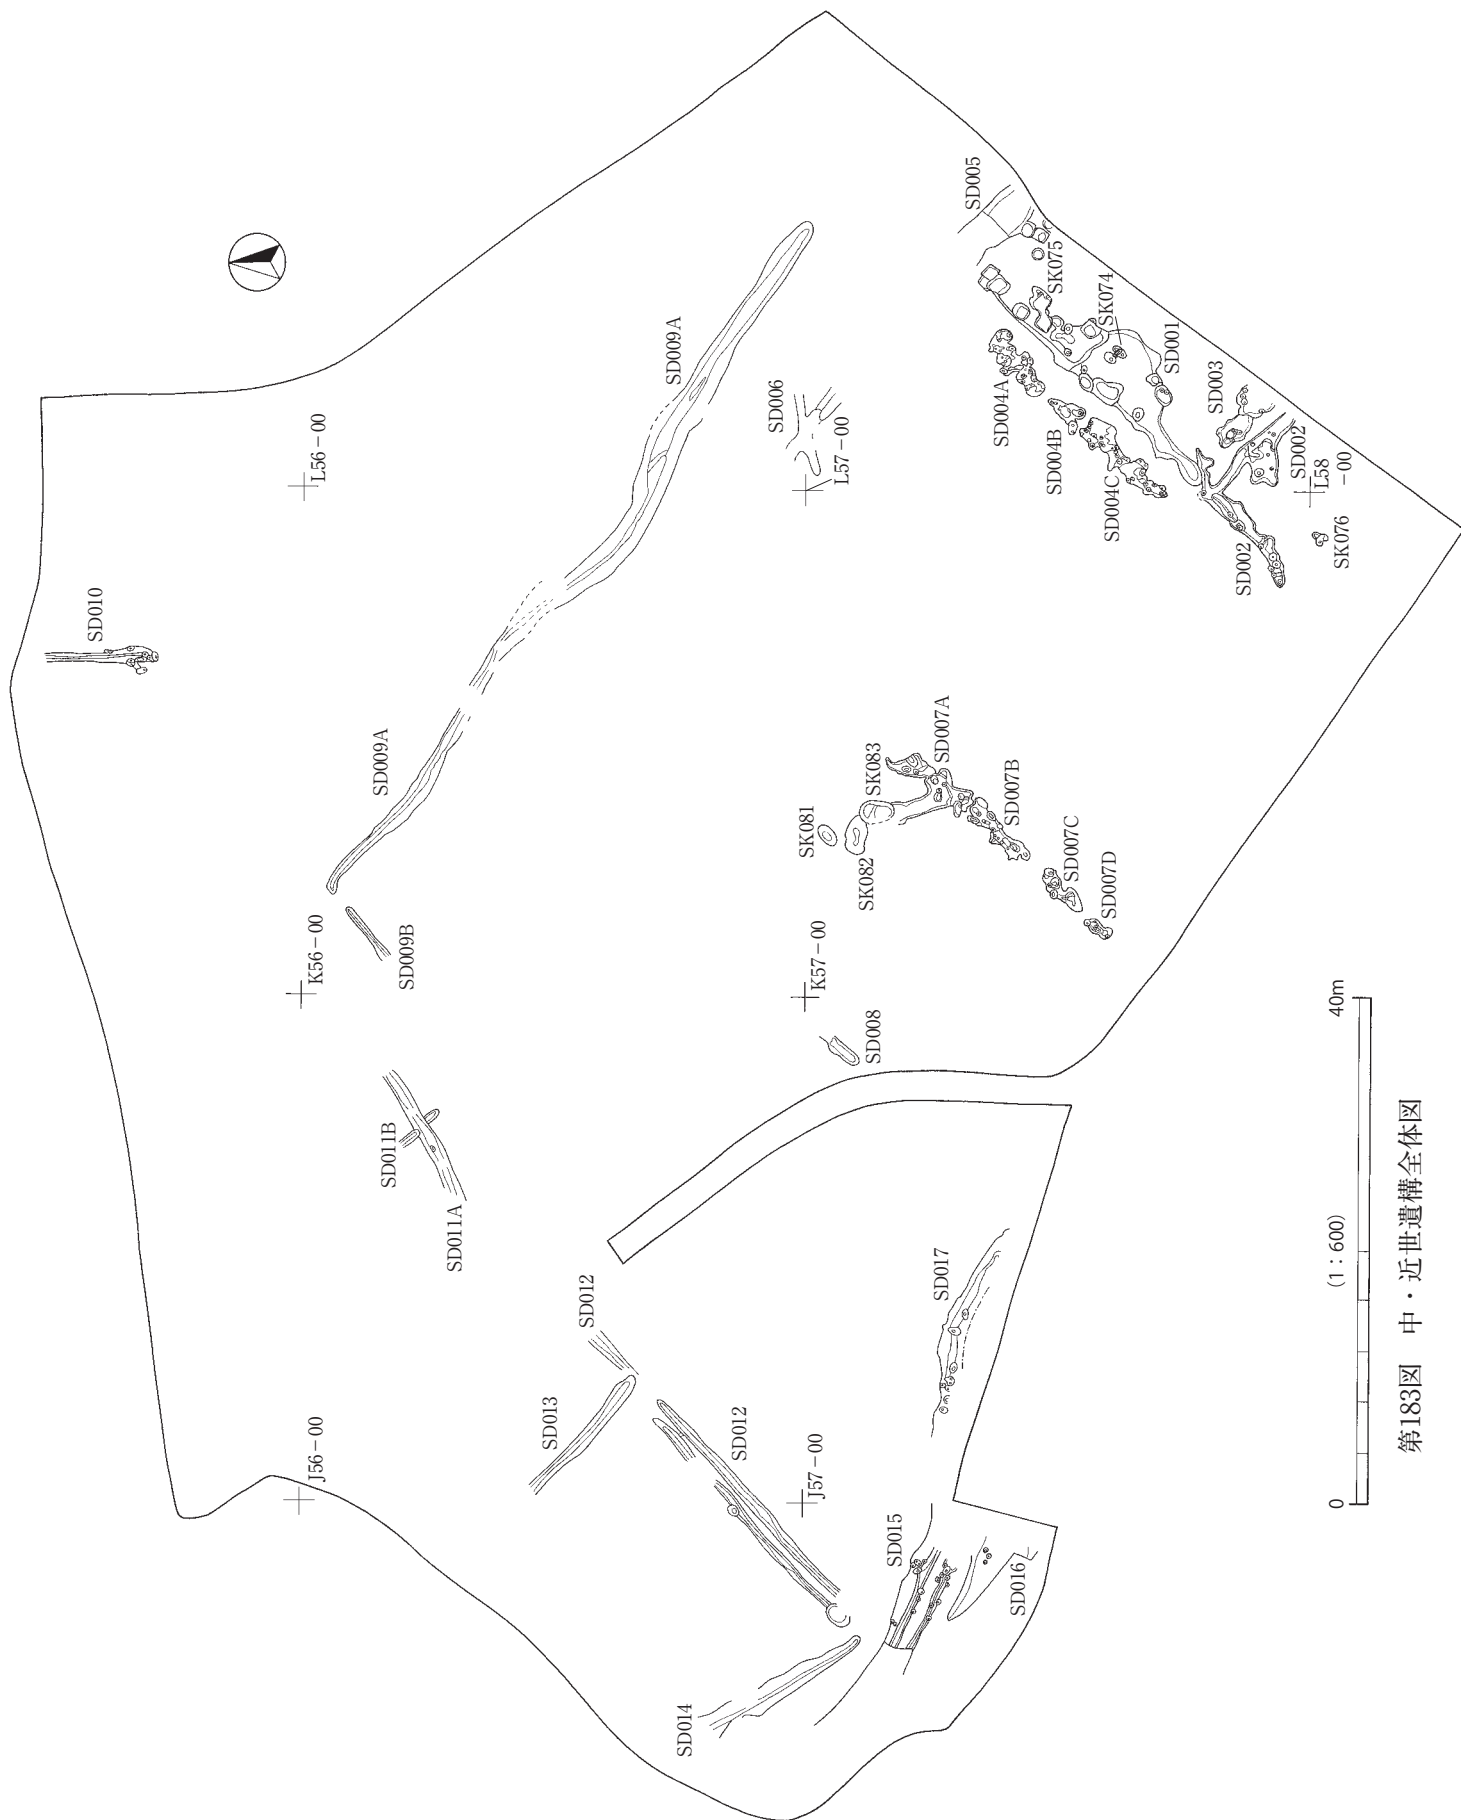 SD010
L56－00
K56－00
J56－00
SD009A
SD009A
SD009B
SD011B
SD011A
SD012
SD013
SD012
SD014
SD006
L57－00
K57－00
J57－00
SD005
SK075
SK074
SD001
SD003
SD002
L58
－00
SK076
SD002
SD004A
SD004B
SD004C
SK081
SK082
SK083
SD007A
SD007B
SD007C
SD007D
SD008
SD017
SD015
SD016
0
(1：600)
40m
第183図　中・近世遺構全体図